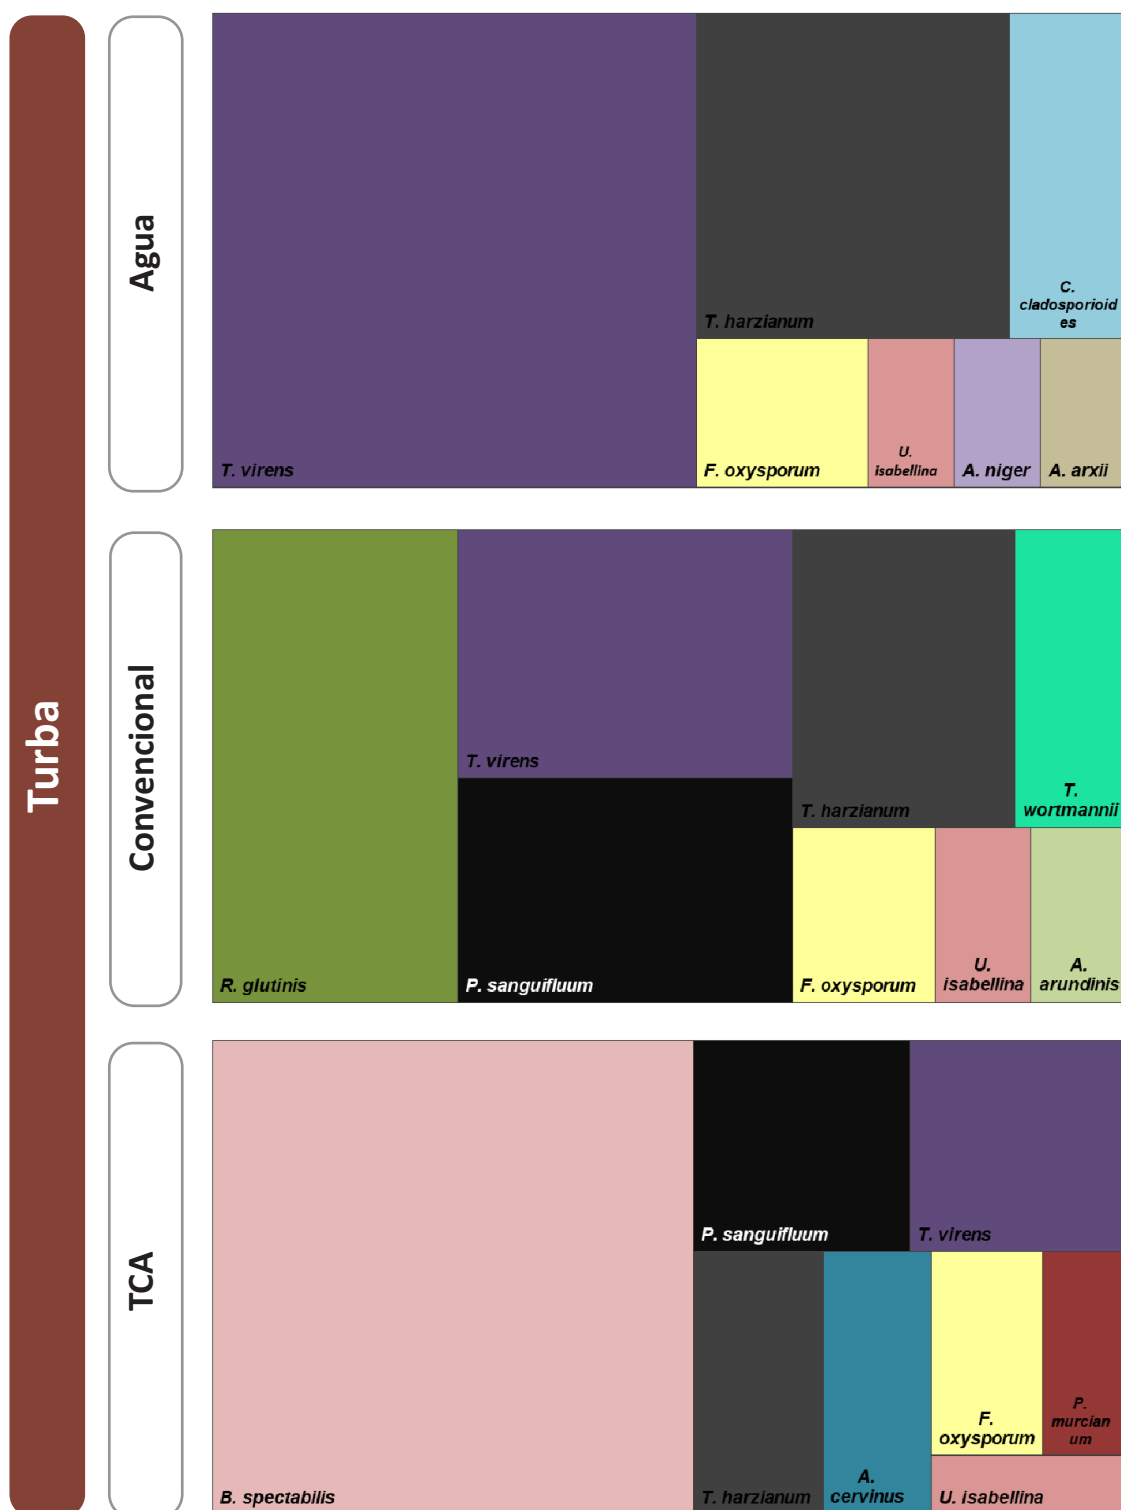 Turba
Agua
T. virens
T. harzianum
C.
cladosporioid
es
F. oxysporum
U.
isabellina
A. niger
A. arxii
Convencional
R. glutinis
T. virens
P. sanguifluum
T. harzianum
T.
wortmannii
F. oxysporum
U.
isabellina
A.
arundinis
TCA
B. spectabilis
P. sanguifluum
T. virens
T. harzianum
A.
cervinus
F.
oxysporum
P.
murcian
um
U. isabellina